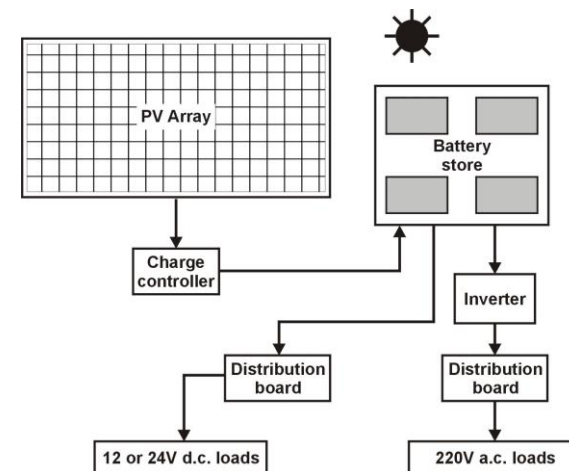 PV Array
Battery
store
Charge
controller
Inverter
Distribution
board
Distribution
board
12 or 24V d.c. loads
220V a.c. loads